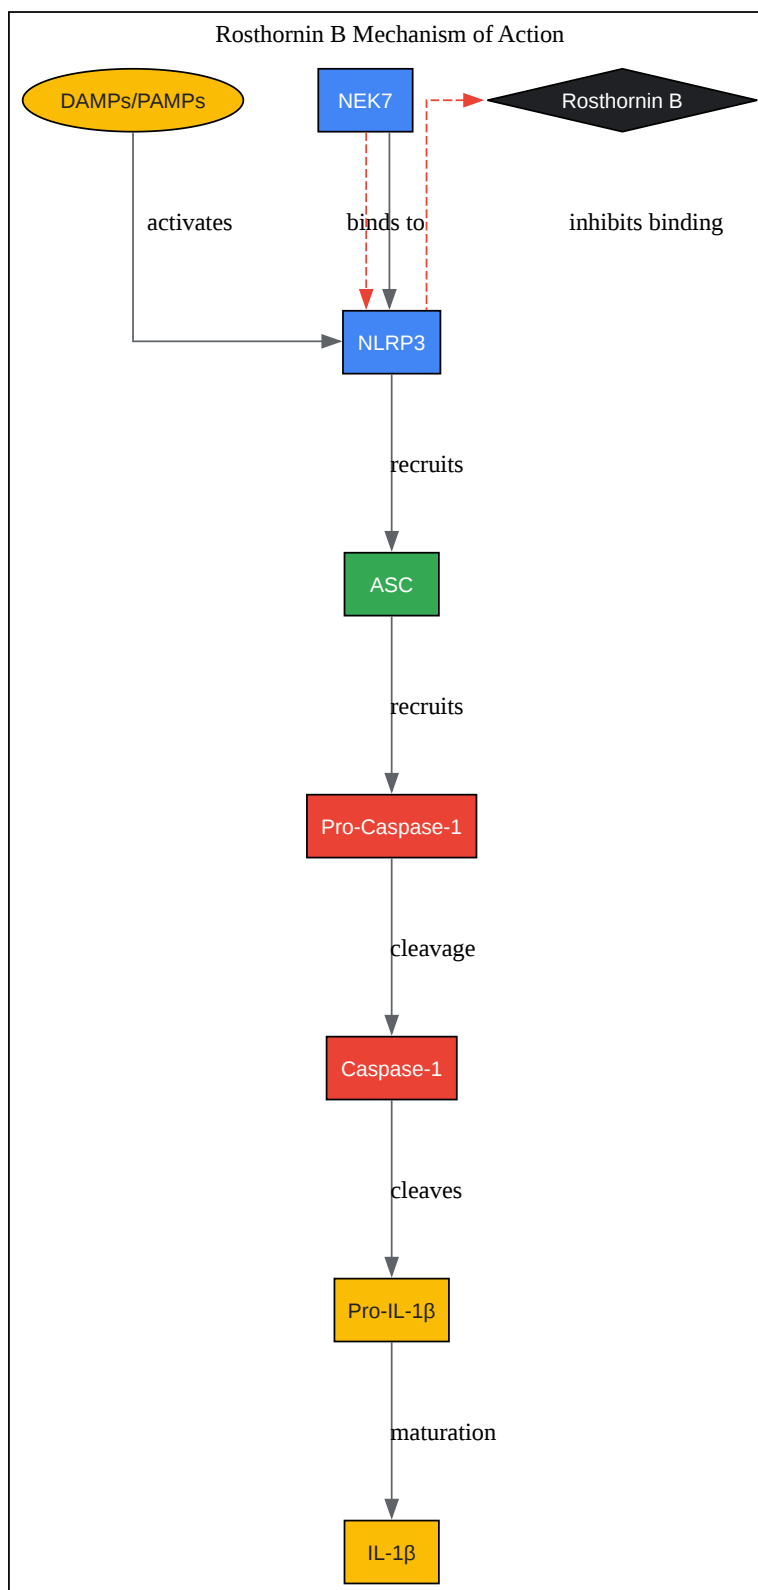 Rosthornin B Mechanism of Action
DAMPs/PAMPs
NEK7
Rosthornin B
activates
binds to
inhibits binding
NLRP3
recruits
ASC
recruits
Pro-Caspase-1
cleavage
Caspase-1
cleaves
Pro-IL-1β
maturation
IL-1β